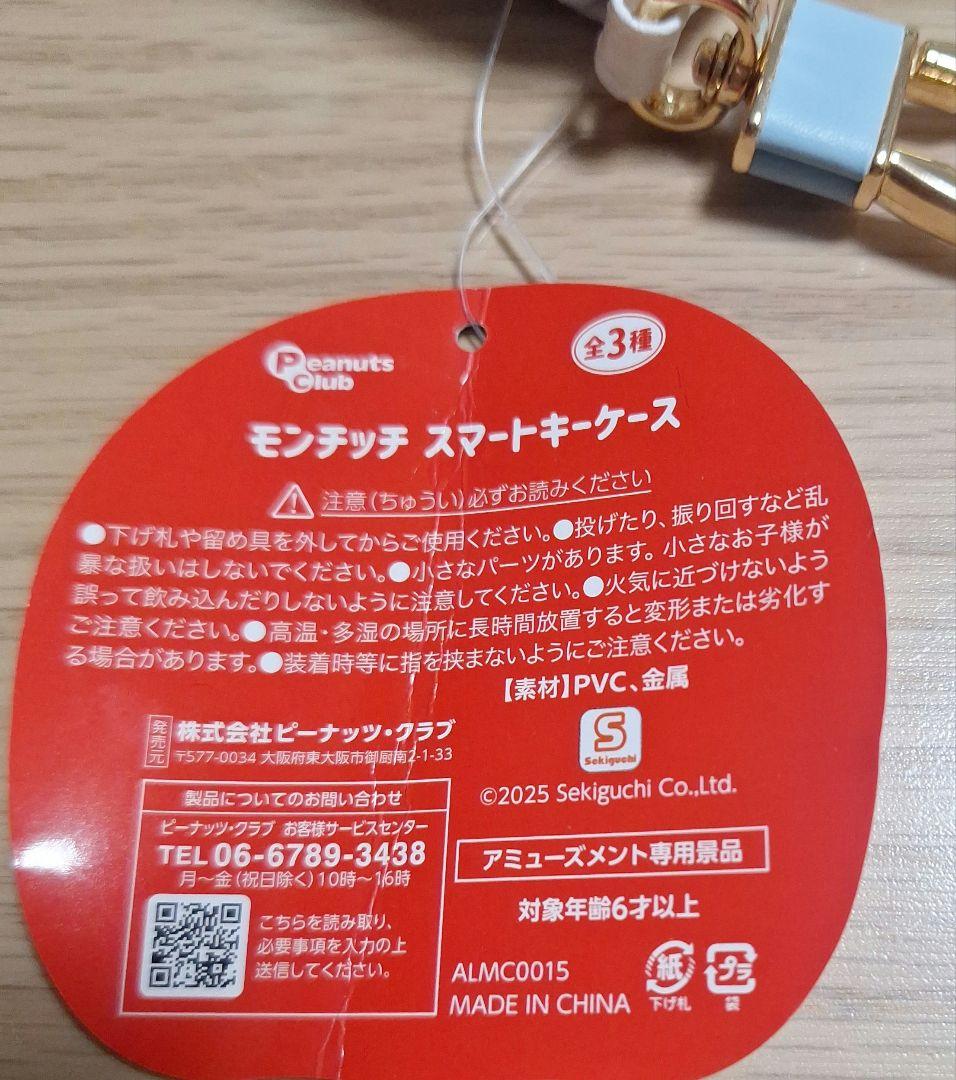 Peanuts Club
全3種
モンチッチ スマートキーケース
注意(ちゅうい)必ずお読みください
●下げ札や留め具を外してからご使用ください。●投げたり、振り回すなど乱
暴な扱いはしないでください。●小さなパーツがあります。小さなお子様が
誤って飲み込んだりしないように注意してください。●火気に近づけないよう
ご注意ください。●高温・多湿の場所に長時間放置すると変形または劣化す
る場合があります。●装着時等に指を挟まないようにご注意ください。
【素材】PVC、金属
発売元 株式会社ピーナッツ・クラブ
〒577-0034 大阪府東大阪市御厨南2-1-33
製品についてのお問い合わせ
ピーナッツ・クラブ お客様サービスセンター
TEL 06-6789-3438
月～金(祝日除く)10時～16時
こちらを読み取り、
必要事項を入力の上
送信してください。
S
Sekiguchi
©2025 Sekiguchi Co.,Ltd.
アミューズメント専用景品
対象年齢6才以上
ALMC0015
MADE IN CHINA
紙
下げ札
プラ
袋